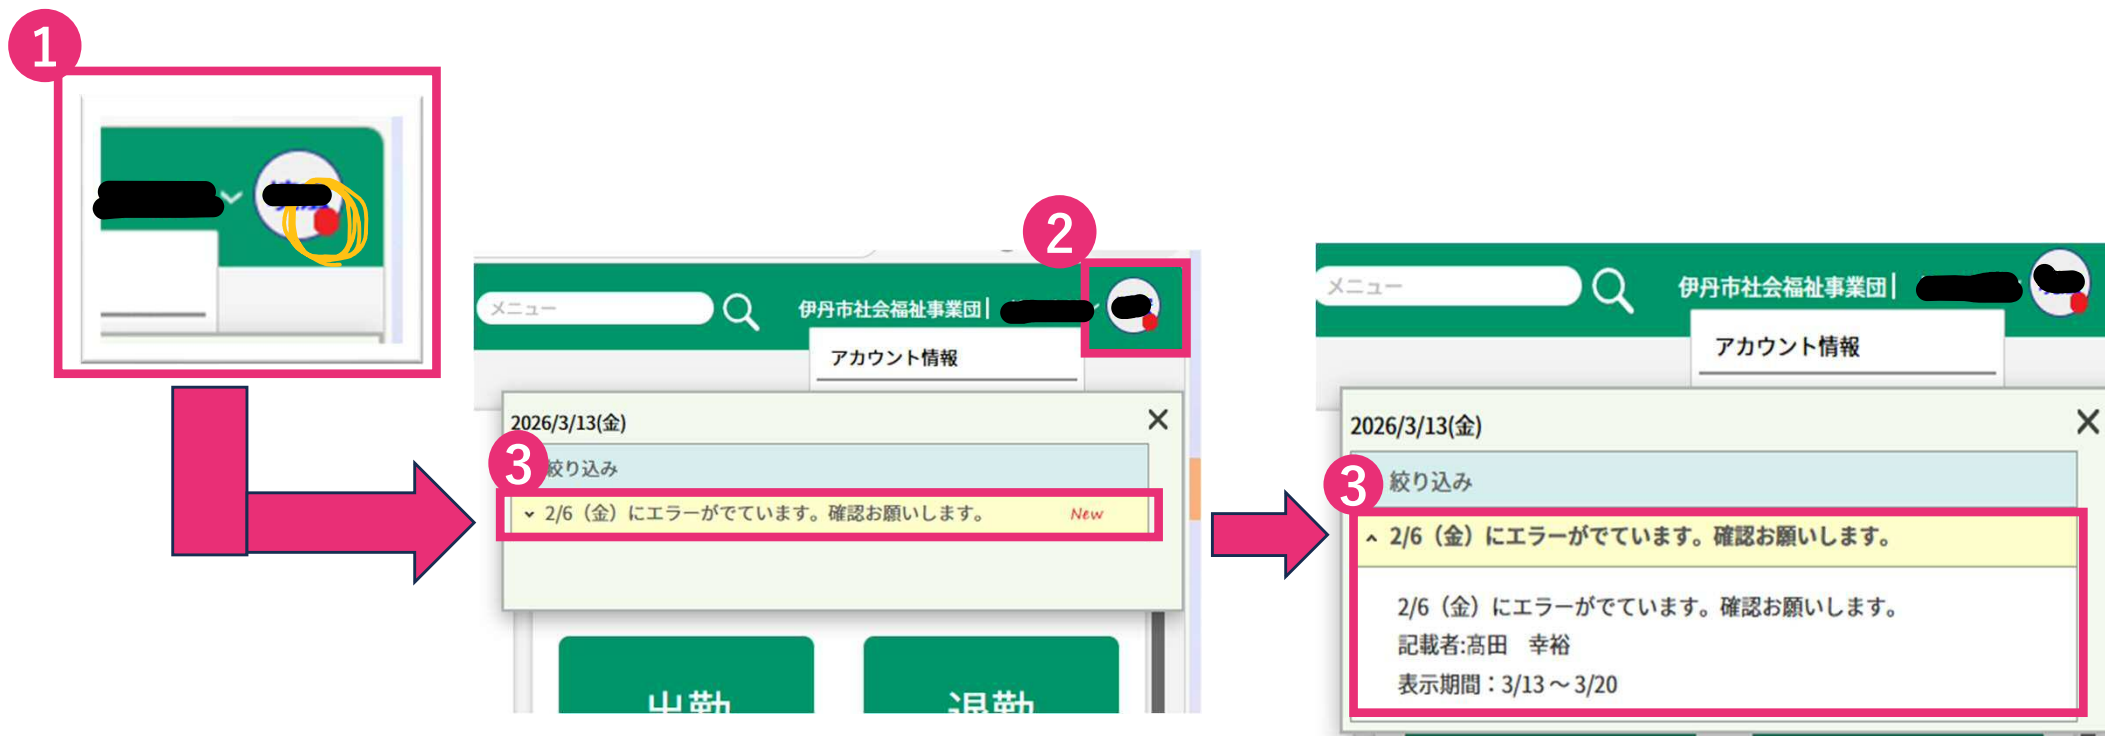 1
2
メニュー
伊丹市社会福祉事業団|
アカウント情報
2026/3/13(金)
3
絞り込み
2/6（金）にエラーがでています。確認お願いします。 New
出勤
退勤
メニュー
伊丹市社会福祉事業団|
アカウント情報
2026/3/13(金)
3
絞り込み
2/6（金）にエラーがでています。確認お願いします。
2/6（金）にエラーがでています。確認お願いします。
記載者:髙田　幸裕
表示期間：3/13～3/20